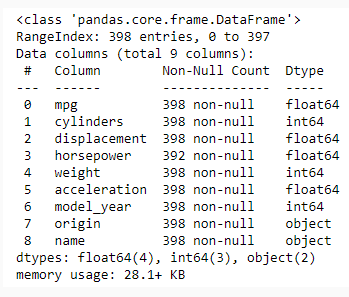 <class 'pandas.core.frame.DataFrame'>
RangeIndex: 398 entries, 0 to 397
Data columns (total 9 columns):
 #   Column        Non-Null Count  Dtype
---  ------        --------------  -----
 0   mpg           398 non-null    float64
 1   cylinders     398 non-null    int64
 2   displacement  398 non-null    float64
 3   horsepower    392 non-null    float64
 4   weight        398 non-null    int64
 5   acceleration  398 non-null    float64
 6   model_year    398 non-null    int64
 7   origin        398 non-null    object
 8   name          398 non-null    object
dtypes: float64(4), int64(3), object(2)
memory usage: 28.1+ KB